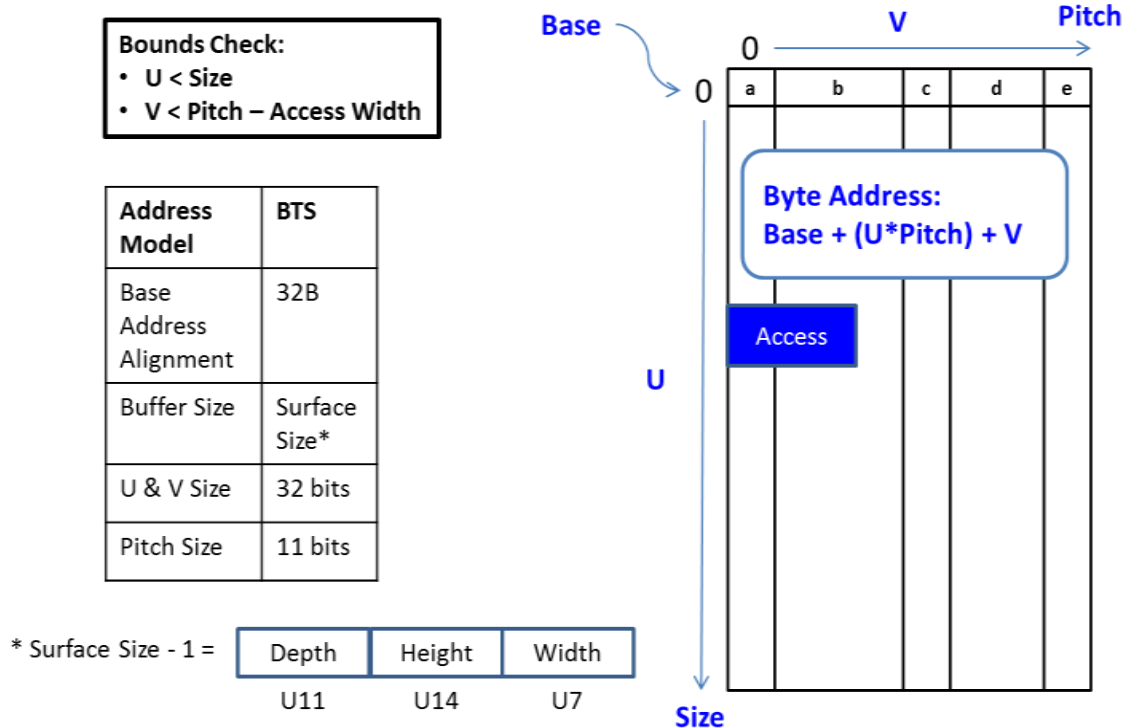 Bounds Check:
• U < Size
• V < Pitch – Access Width
Address Model
BTS
Base Address Alignment
32B
Buffer Size
Surface Size*
U & V Size
32 bits
Pitch Size
11 bits
* Surface Size - 1 =
Depth
Height
Width
U11
U14
U7
Base
V
Pitch
0
0
a
b
c
d
e
Byte Address:
Base + (U*Pitch) + V
Access
U
Size